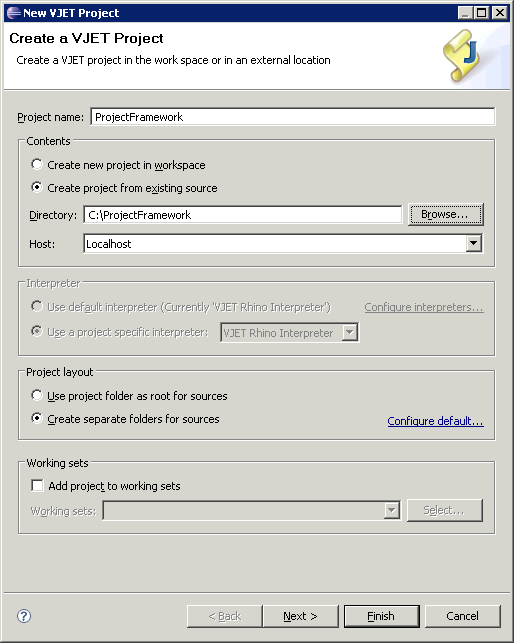 New VJET Project
Create a VJET Project
Create a VJET project in the work space or in an external location
J
Project name: ProjectFramework
Contents
Create new project in workspace
Create project from existing source
Directory: C:\ProjectFramework Browse...
Host: Localhost
Interpreter
Use default interpreter (Currently 'VJET Rhino Interpreter') Configure interpreters...
Use a project specific interpreter: VJET Rhino Interpreter
Project layout
Use project folder as root for sources
Create separate folders for sources Configure default...
Working sets
Add project to working sets
Working sets: Select...
? < Back Next > Finish Cancel